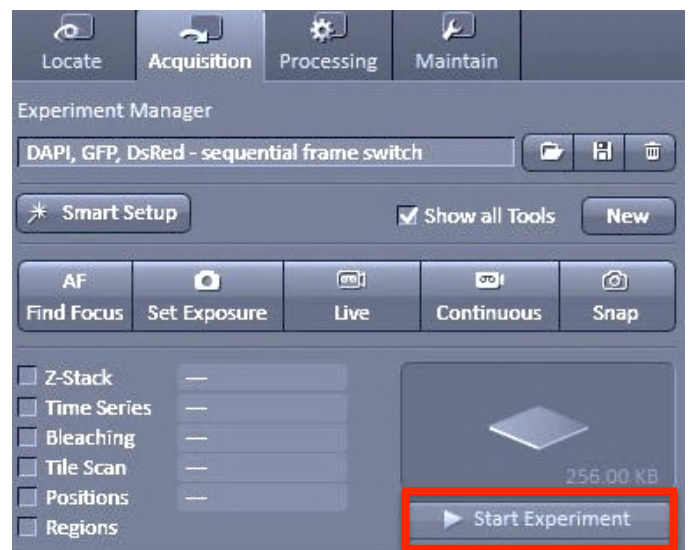 Locate Acquisition Processing Maintain
Experiment Manager
DAPI, GFP, DsRed - sequential frame switch
Smart Setup Show all Tools New
AF
Find Focus Set Exposure Live Continuous Snap
Z-Stack —
Time Series —
Bleaching —
Tile Scan —
256.00 KB
Positions —
Start Experiment
Regions